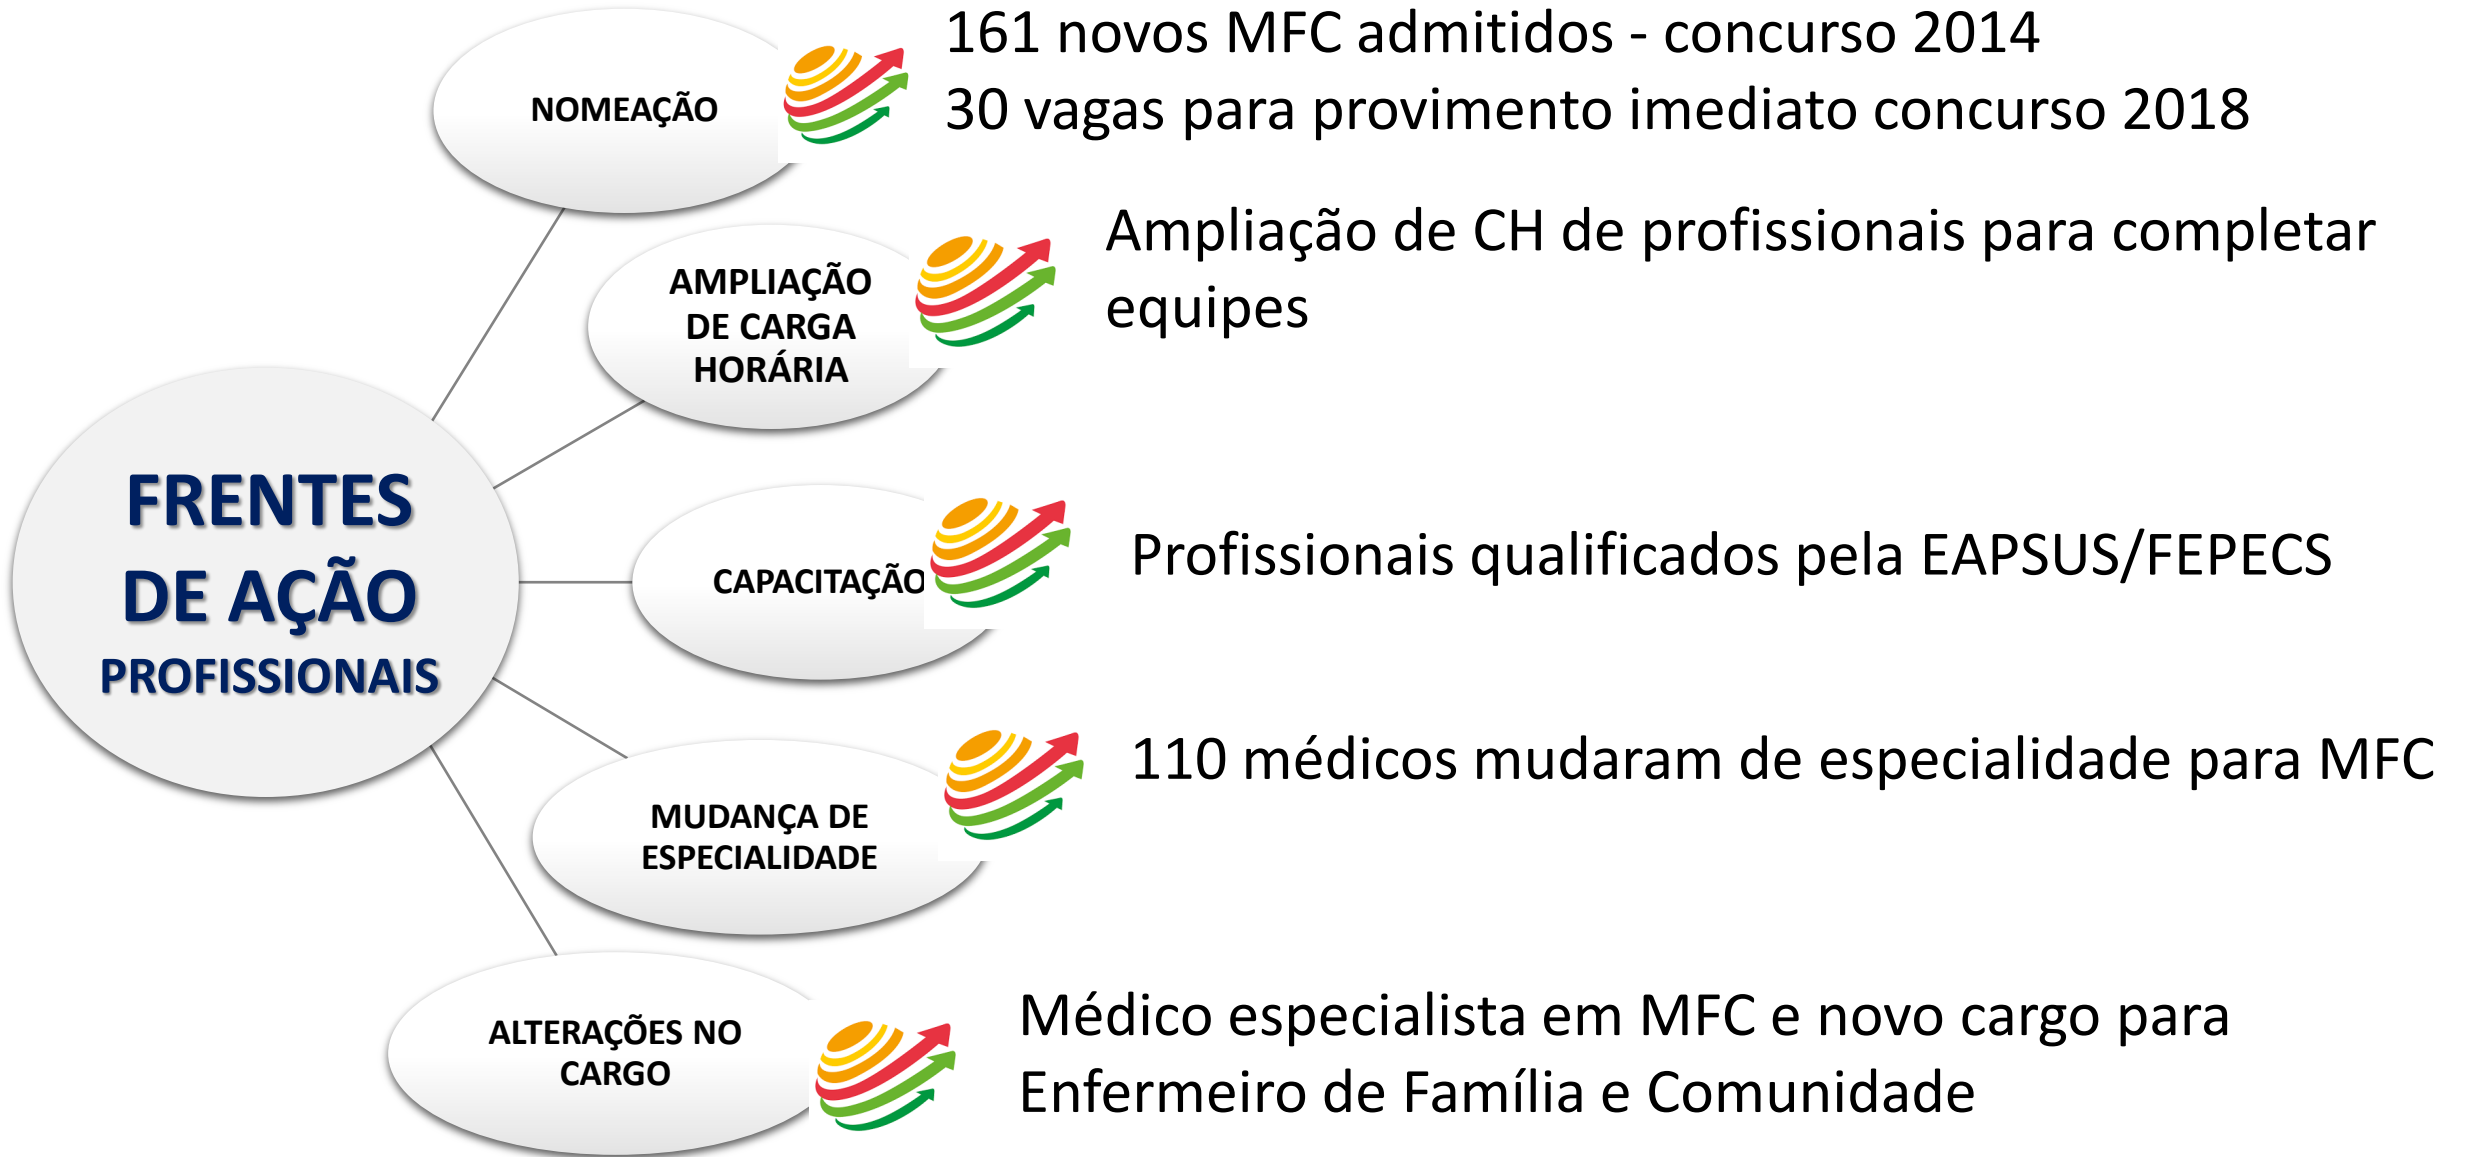 FRENTES
DE AÇÃO
PROFISSIONAIS
NOMEAÇÃO
161 novos MFC admitidos - concurso 2014
30 vagas para provimento imediato concurso 2018
AMPLIAÇÃO
DE CARGA
HORÁRIA
Ampliação de CH de profissionais para completar
equipes
CAPACITAÇÃO
Profissionais qualificados pela EAPSUS/FEPECS
MUDANÇA DE
ESPECIALIDADE
110 médicos mudaram de especialidade para MFC
ALTERAÇÕES NO
CARGO
Médico especialista em MFC e novo cargo para
Enfermeiro de Família e Comunidade